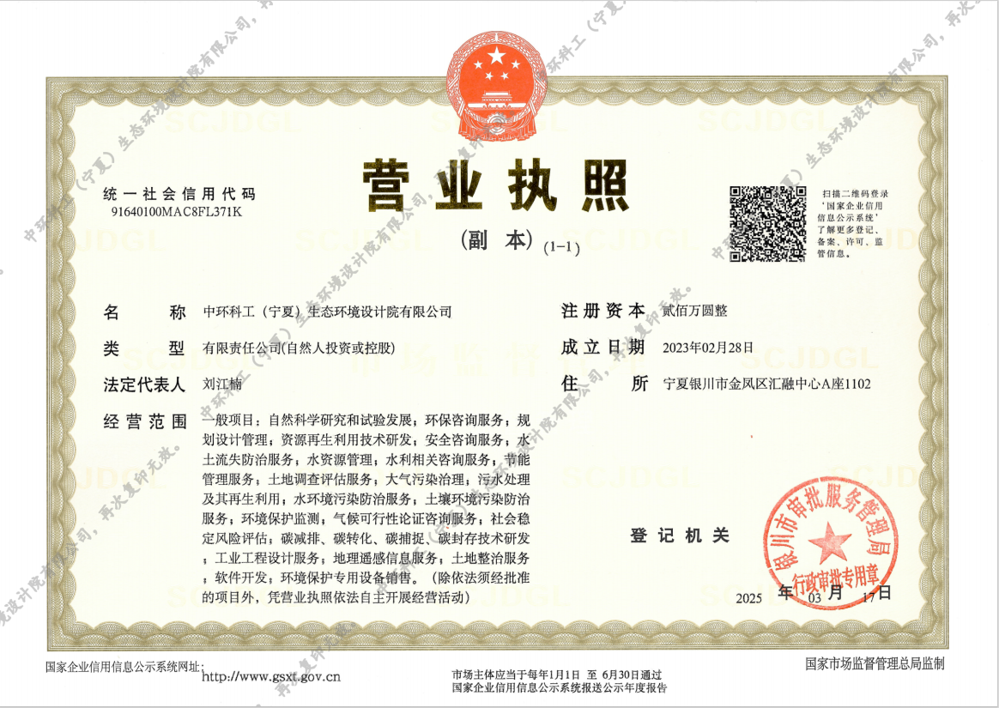 营业执照
(副 本) (1-1)
统一社会信用代码
91640100MAC8FL371K
扫描二维码登录
‘国家企业信用
信息公示系统’
了解更多登记、
备案、许可、监
管信息。
名 称 中环科工（宁夏）生态环境设计院有限公司
类 型 有限责任公司(自然人投资或控股)
法定代表人 刘江楠
经营范围 一般项目：自然科学研究和试验发展；环保咨询服务；规
划设计管理；资源再生利用技术研发；安全咨询服务；水
土流失防治服务；水资源管理；水利相关咨询服务；节能
管理服务；土地调查评估服务；大气污染治理；污水处理
及其再生利用；水环境污染防治服务；土壤环境污染防治
服务；环境保护监测；气候可行性论证咨询服务；社会稳
定风险评估；碳减排、碳转化、碳捕捉、碳封存技术研发
；工业工程设计服务；地理遥感信息服务；土地整治服务
；软件开发；环境保护专用设备销售。（除依法须经批准
的项目外，凭营业执照依法自主开展经营活动）
注册资本 贰佰万圆整
成立日期 2023年02月28日
住 所 宁夏银川市金凤区汇融中心A座1102
登记机关
银川市审批服务管理局
行政审批专用章
2025 年 03 月 17日
国家企业信用信息公示系统网址：
http://www.gsxt.gov.cn
市场主体应当于每年1月1日 至 6月30日通过
国家企业信用信息公示系统报送公示年度报告
国家市场监督管理总局监制
中环科工（宁夏）生态环境设计院有限公司，再次复印无效。
SCJDGL
市场监督管理